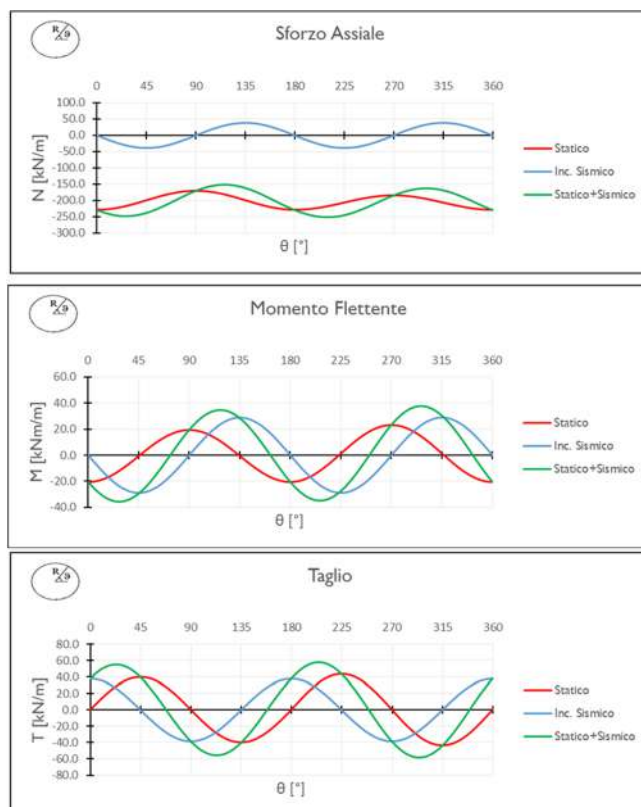 R
θ
Sforzo Assiale
0 45 90 135 180 225 270 315 360
100.0
50.0
0.0
-50.0
-100.0
-150.0
-200.0
-250.0
-300.0
N [kN/m]
θ [°]
Statico
Inc. Sismico
Statico+Sismico
R
θ
Momento Flettente
0 45 90 135 180 225 270 315 360
60.0
40.0
20.0
0.0
-20.0
-40.0
M [kNm/m]
θ [°]
Statico
Inc. Sismico
Statico+Sismico
R
θ
Taglio
0 45 90 135 180 225 270 315 360
80.0
60.0
40.0
20.0
0.0
-20.0
-40.0
-60.0
-80.0
T [kN/m]
θ [°]
Statico
Inc. Sismico
Statico+Sismico